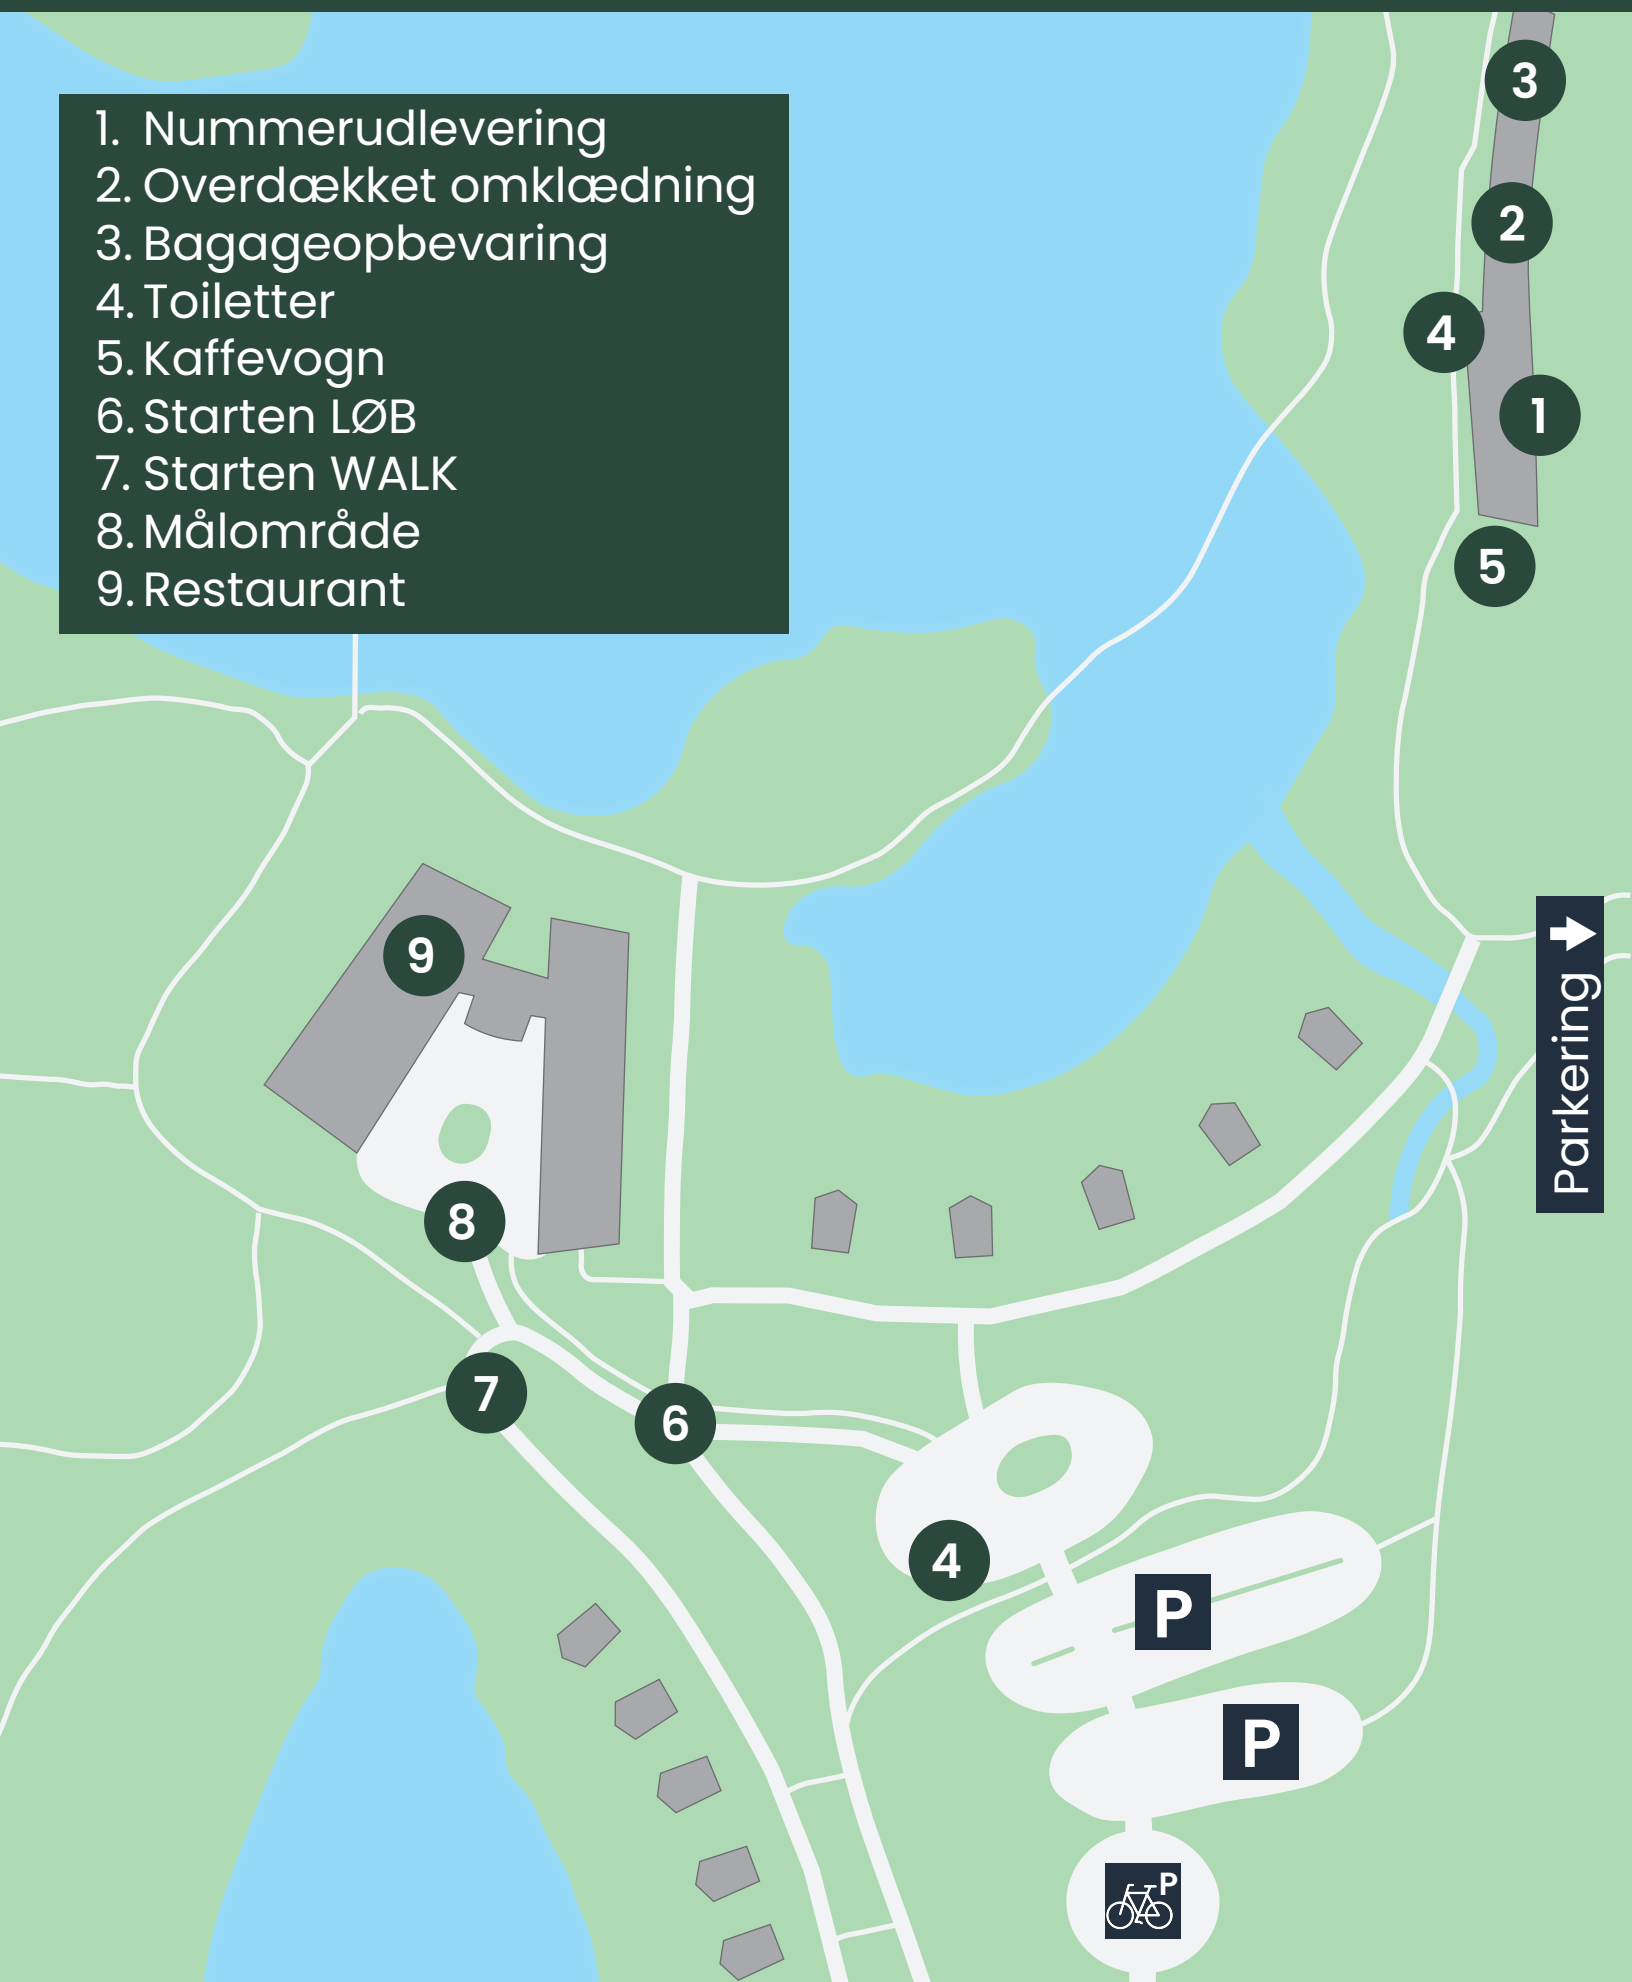 1. Nummerudlevering
2. Overdækket omklædning
3. Bagageopbevaring
4. Toiletter
5. Kaffevogn
6. Starten LØB
7. Starten WALK
8. Målområde
9. Restaurant
3
2
4
1
5
9
Parkering
8
7
6
4
P
P
P